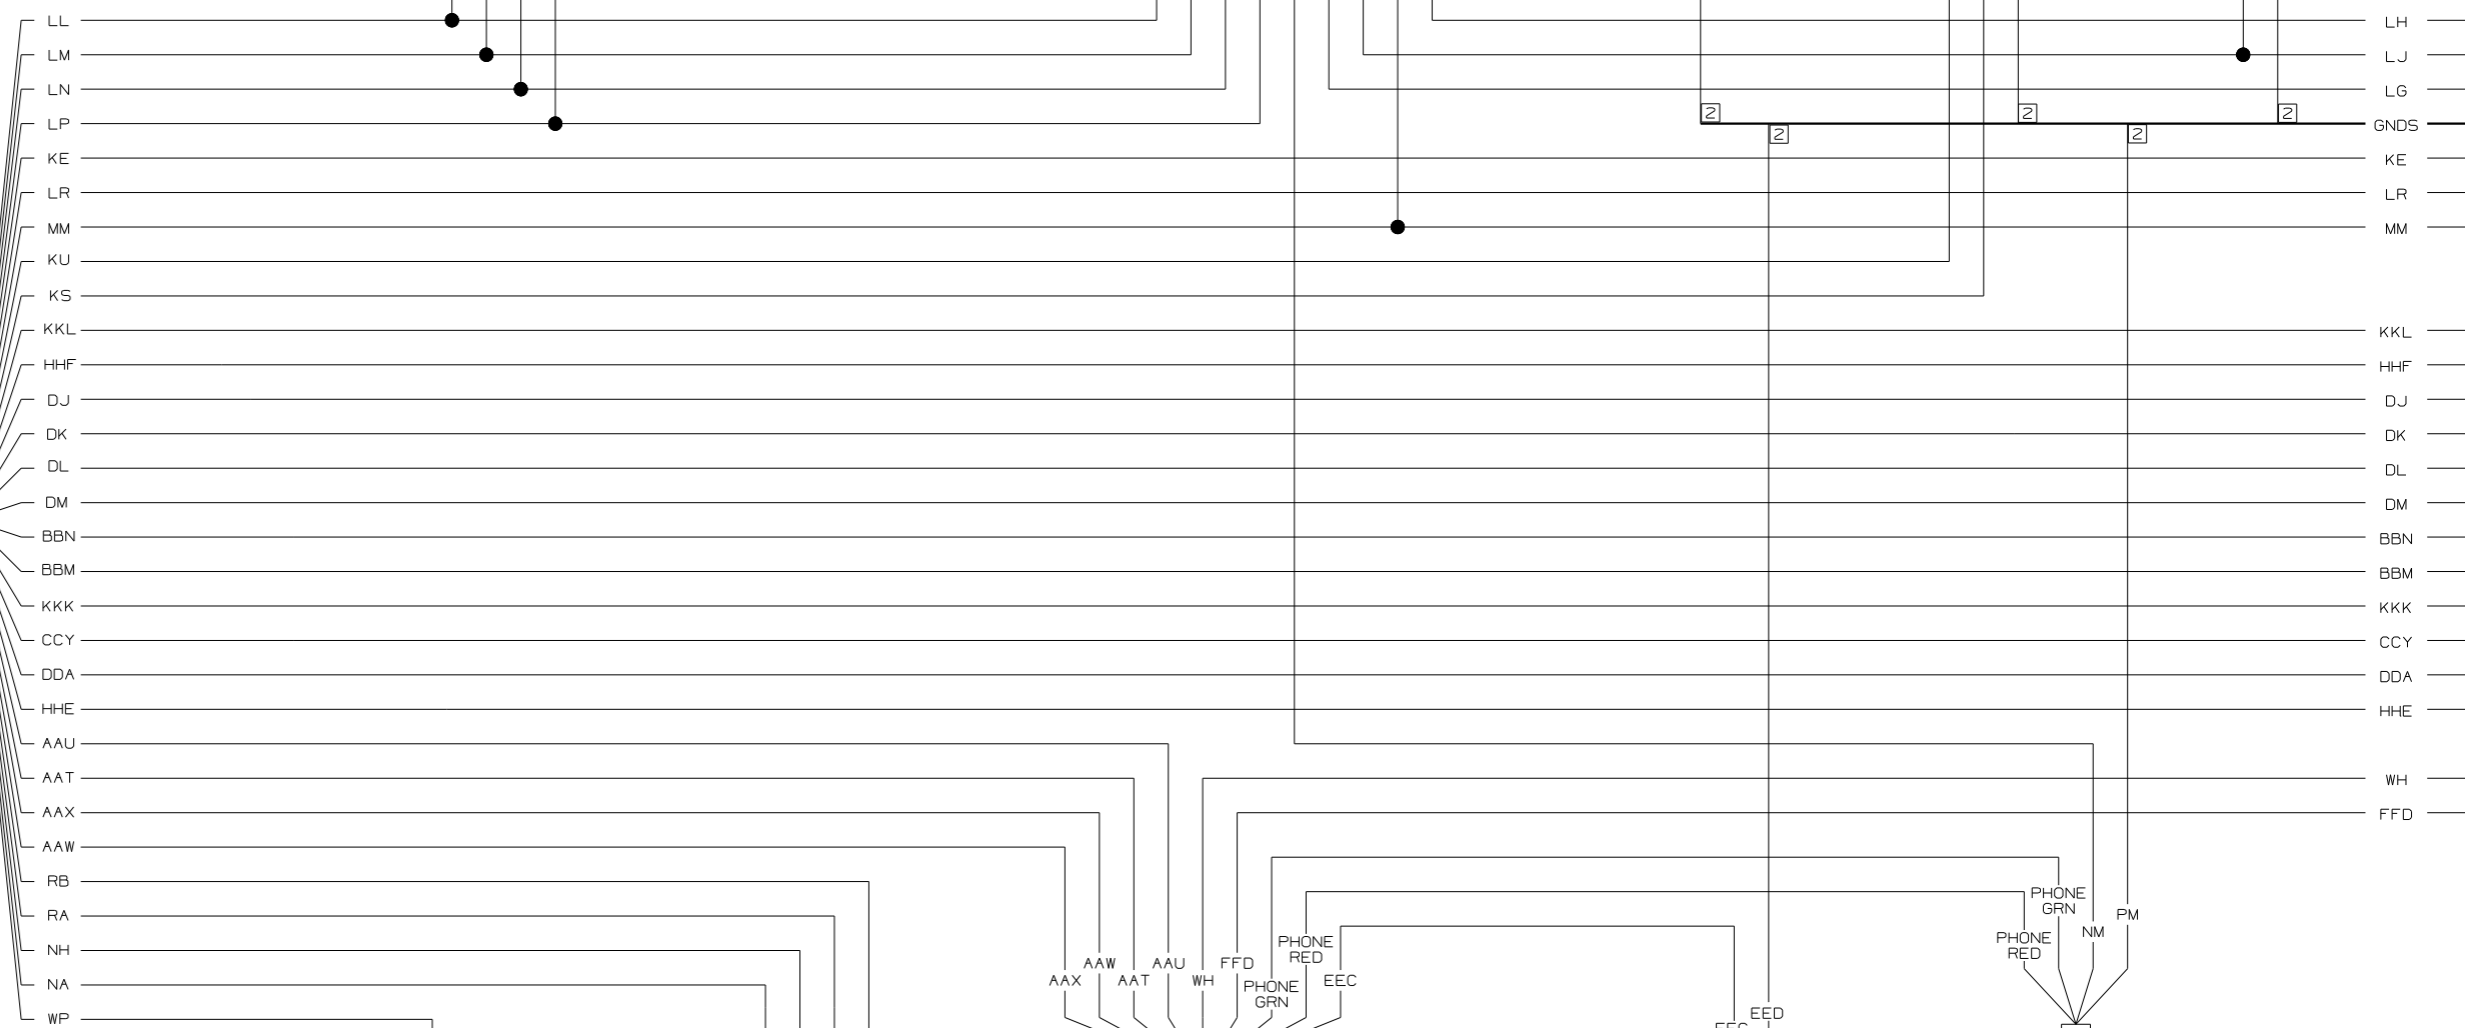 LL LH
LM LJ
LN LG
2 2 2
LP GNDS
2 2
KE KE
LR LR
MM MM
KU
KS
KKL KKL
HHF HHF
DJ DJ
DK DK
DL DL
DM DM
BBN BBN
BBM BBM
KKK KKK
CCY CCY
DDA DDA
HHE HHE
AAU
AAT WH
AAX FFD
AAW
RB
RA
NH
NA
WP
AAX
AAW
AAT
AAU
WH
FFD
PHONE
GRN
PHONE
RED
EEC
EED
PHONE
RED
PHONE
GRN
NM
PM